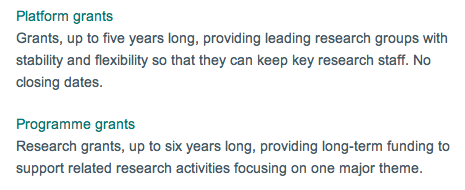 Platform grants
Grants, up to five years long, providing leading research groups with
stability and flexibility so that they can keep key research staff. No
closing dates.
Programme grants
Research grants, up to six years long, providing long-term funding to
support related research activities focusing on one major theme.